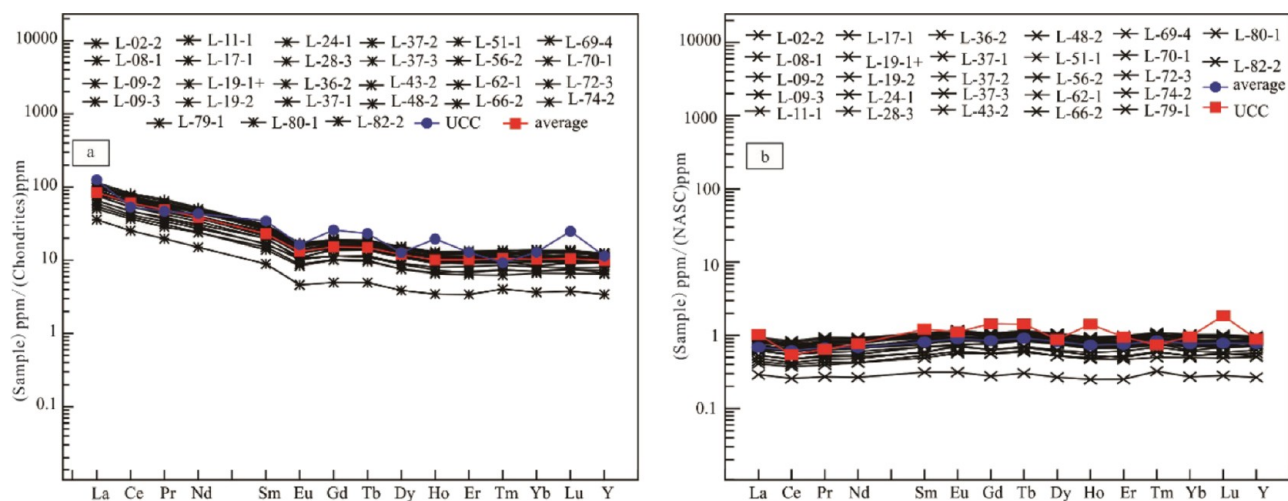 (Sample) ppm/(Chondrites)ppm
10000
1000
100
10
1
0.1
L-02-2 L-11-1 L-24-1 L-37-2 L-51-1 L-69-4
L-08-1 L-17-1 L-28-3 L-37-3 L-56-2 L-70-1
L-09-2 L-19-1+ L-36-2 L-43-2 L-62-1 L-72-3
L-09-3 L-19-2 L-37-1 L-48-2 L-66-2 L-74-2
L-79-1 L-80-1 L-82-2 UCC average
a
La Ce Pr Nd Sm Eu Gd Tb Dy Ho Er Tm Yb Lu Y
(Sample) ppm/(NASC)ppm
10000
1000
100
10
1
0.1
L-02-2 L-17-1 L-36-2 L-48-2 L-69-4 L-80-1
L-08-1 L-19-1+ L-37-1 L-51-1 L-70-1 L-82-2
L-09-2 L-19-2 L-37-2 L-56-2 L-72-3 average
L-09-3 L-24-1 L-37-3 L-62-1 L-74-2 UCC
L-11-1 L-28-3 L-43-2 L-66-2 L-79-1
b
La Ce Pr Nd Sm Eu Gd Tb Dy Ho Er Tm Yb Lu Y